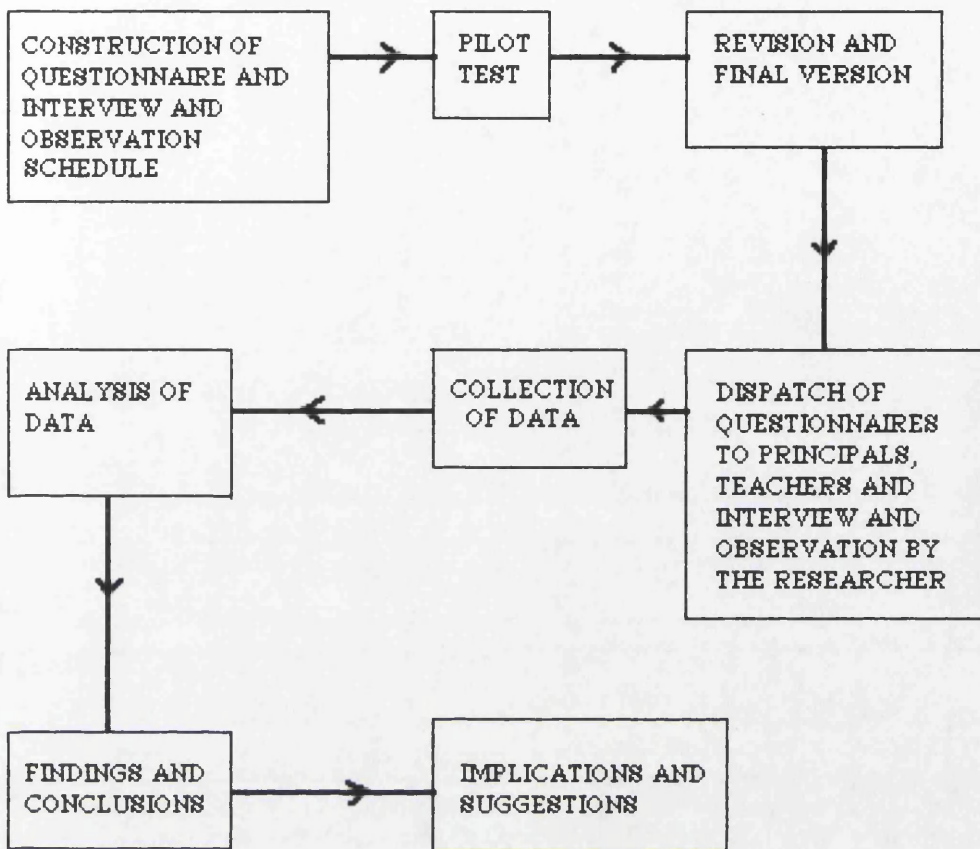 CONSTRUCTION OF
QUESTIONNAIRE AND
INTERVIEW AND
OBSERVATION
SCHEDULE
PILOT
TEST
REVISION AND
FINAL VERSION
DISPATCH OF
QUESTIONNAIRES
TO PRINCIPALS,
TEACHERS AND
INTERVIEW AND
OBSERVATION BY
THE RESEARCHER
COLLECTION
OF DATA
ANALYSIS OF
DATA
FINDINGS AND
CONCLUSIONS
IMPLICATIONS AND
SUGGESTIONS